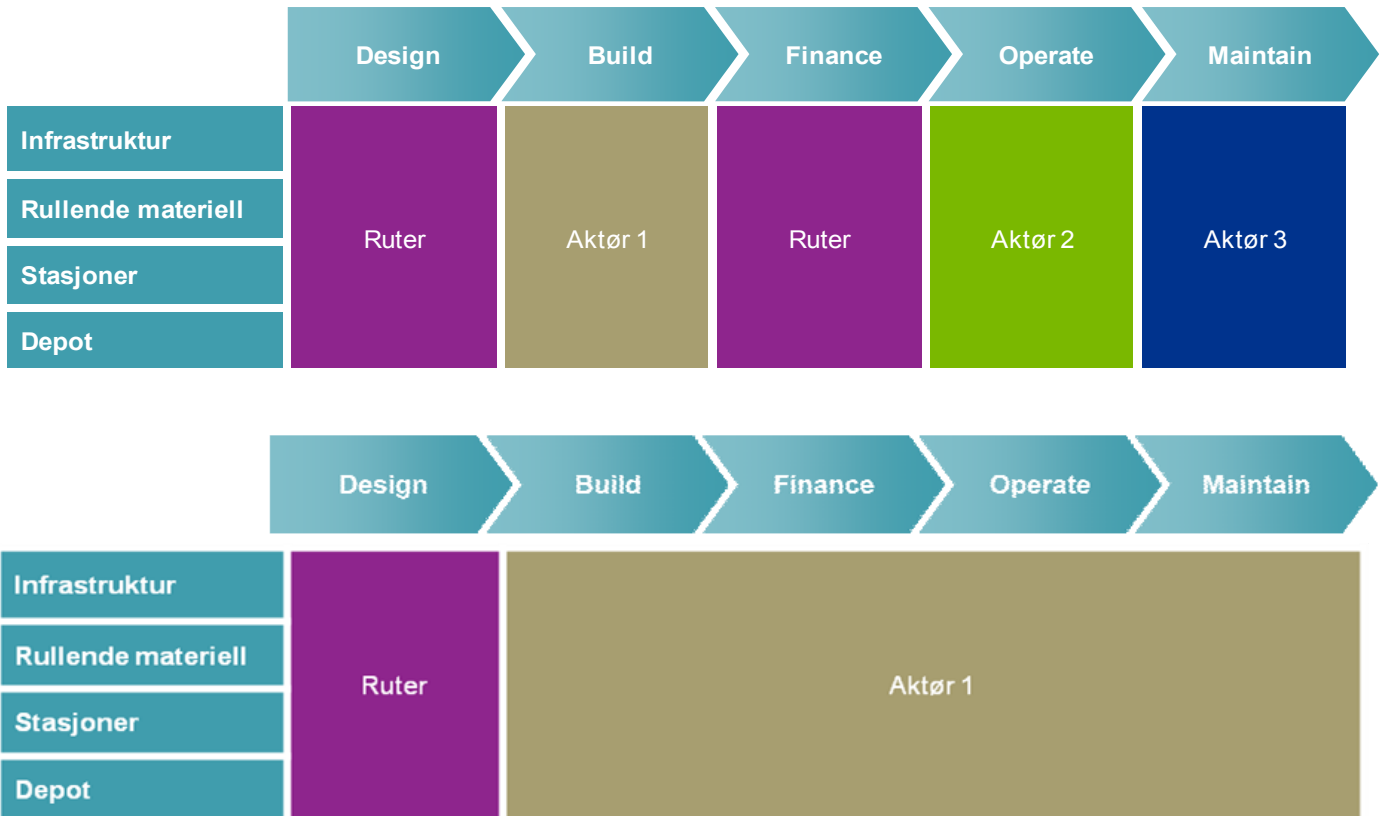 Design Build Finance Operate Maintain
Infrastruktur
Rullende materiell
Ruter Aktør 1 Ruter Aktør 2 Aktør 3
Stasjoner
Depot
Design Build Finance Operate Maintain
Infrastruktur
Rullende materiell
Ruter Aktør 1
Stasjoner
Depot